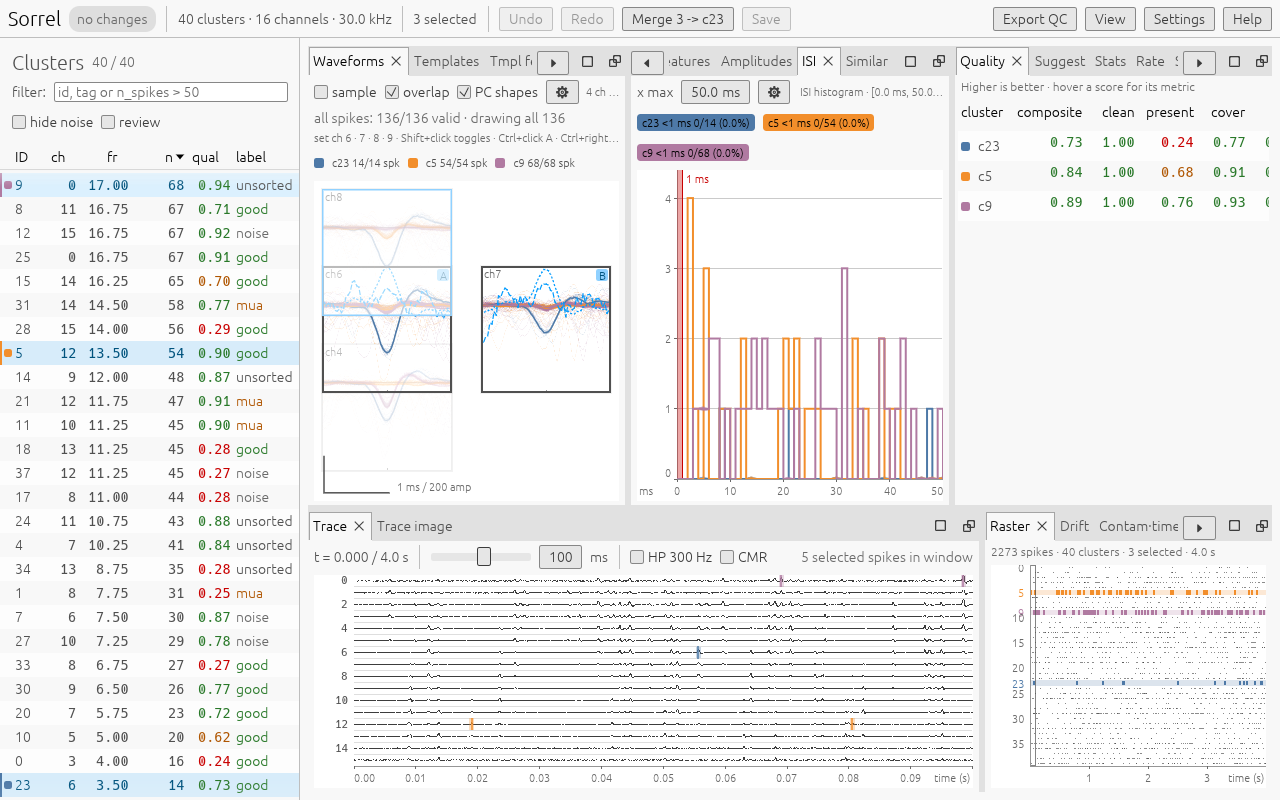 Sorrel no changes 40 clusters · 16 channels · 30.0 kHz 3 selected Undo Redo Merge 3 -> c23 Save Export QC View Settings Help
Clusters 40 / 40
filter: id, tag or n_spikes > 50
hide noise review
ID ch fr n qual label
9 0 17.00 68 0.94 unsorted
8 11 16.75 67 0.71 good
12 15 16.75 67 0.92 noise
25 0 16.75 67 0.91 good
15 14 16.25 65 0.70 good
31 14 14.50 58 0.77 mua
28 15 14.00 56 0.29 good
5 12 13.50 54 0.90 good
14 9 12.00 48 0.87 unsorted
21 12 11.75 47 0.91 mua
11 10 11.25 45 0.90 mua
18 13 11.25 45 0.28 good
37 12 11.25 45 0.27 noise
17 8 11.00 44 0.28 noise
24 11 10.75 43 0.88 unsorted
4 7 10.25 41 0.84 unsorted
34 13 8.75 35 0.28 unsorted
1 8 7.75 31 0.25 mua
7 6 7.50 30 0.87 noise
27 10 7.25 29 0.78 noise
33 8 6.75 27 0.27 good
30 9 6.50 26 0.77 good
20 7 5.75 23 0.72 good
10 5 5.00 20 0.62 good
0 3 4.00 16 0.24 good
23 6 3.50 14 0.73 good
Waveforms Templates Tmpl f
sample overlap PC shapes 4 ch ...
all spikes: 136/136 valid · drawing all 136
set ch 6 · 7 · 8 · 9 · Shift+click toggles · Ctrl+click A · Ctrl+right...
c23 14/14 spk c5 54/54 spk c9 68/68 spk
ch8
ch6 A
ch7 B
ch4
1 ms / 200 amp
eatures Amplitudes ISI Similar
x max 50.0 ms ISI histogram · [0.0 ms, 50.0...
c23 <1 ms 0/14 (0.0%) c5 <1 ms 0/54 (0.0%)
c9 <1 ms 0/68 (0.0%)
1 ms
4
3
2
1
0
ms 0 10 20 30 40 50
Quality Suggest Stats Rate
Higher is better · hover a score for its metric
cluster composite clean present cover
c23 0.73 1.00 0.24 0.77
c5 0.84 1.00 0.68 0.91
c9 0.89 1.00 0.76 0.93
Trace Trace image
t = 0.000 / 4.0 s 100 ms HP 300 Hz CMR 5 selected spikes in window
0
2
4
6
8
10
12
14
0.00 0.01 0.02 0.03 0.04 0.05 0.06 0.07 0.08 0.09 time (s)
Raster Drift Contam-time
2273 spikes · 40 clusters · 3 selected · 4.0 s
0
5
9
10
15
20
23
25
30
35
1 2 3 time (s)